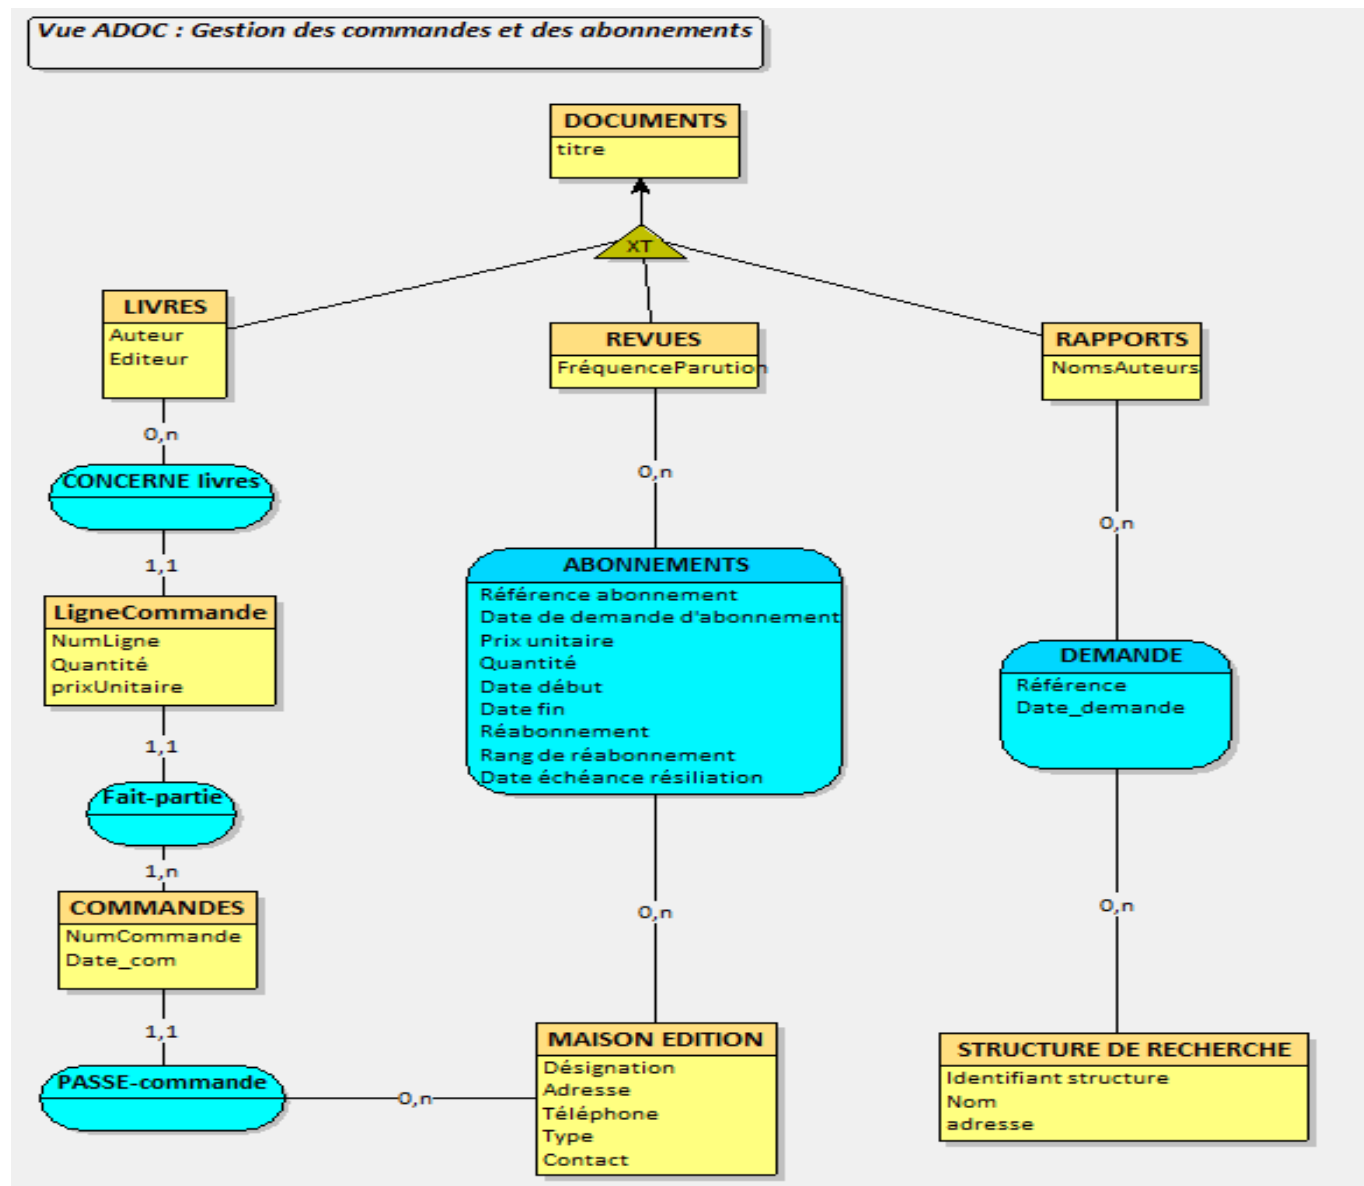 Vue ADOC : Gestion des commandes et des abonnements
DOCUMENTS
titre
XT
LIVRES
Auteur
Editeur
REVUES
FréquenceParution
RAPPORTS
NomsAuteurs
0,n
0,n
0,n
CONCERNE livres
1,1
LigneCommande
NumLigne
Quantité
prixUnitaire
1,1
Fait-partie
1,n
COMMANDES
NumCommande
Date_com
1,1
PASSE-commande
0,n
ABONNEMENTS
Référence abonnement
Date de demande d'abonnement
Prix unitaire
Quantité
Date début
Date fin
Réabonnement
Rang de réabonnement
Date échéance résiliation
0,n
MAISON EDITION
Désignation
Adresse
Téléphone
Type
Contact
DEMANDE
Référence
Date_demande
0,n
STRUCTURE DE RECHERCHE
Identifiant structure
Nom
adresse